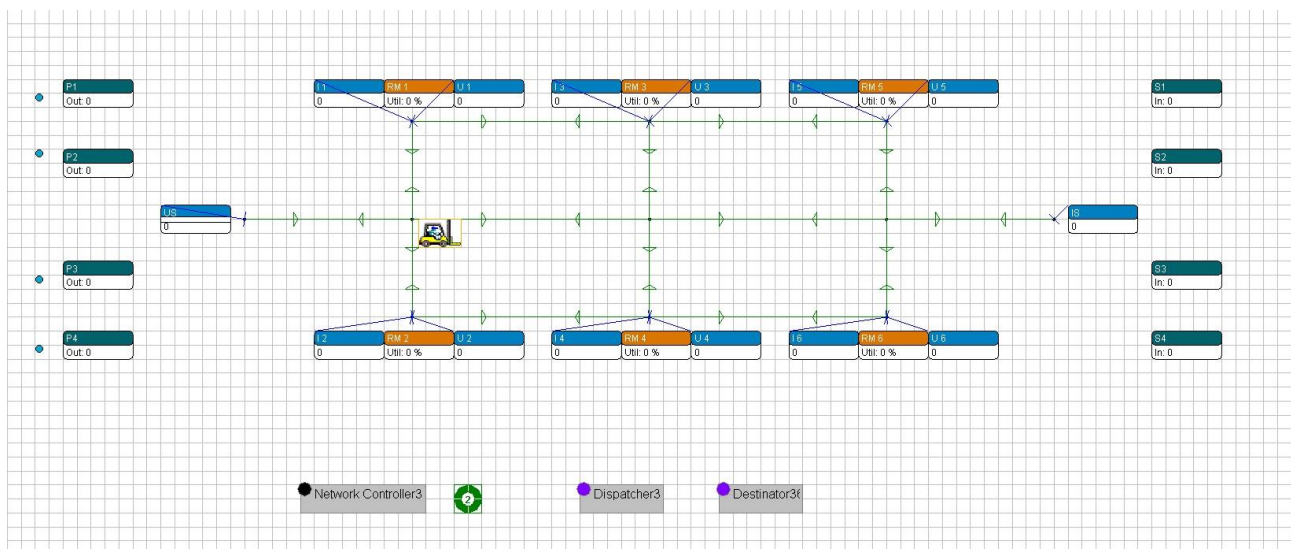 P1
Out: 0
I 1
0
RM 1
Util: 0 %
U 1
0
I 3
0
RM 3
Util: 0 %
U 3
0
I 5
0
RM 5
Util: 0 %
U 5
0
S1
In: 0
P2
Out: 0
S2
In: 0
US
0
IS
0
P3
Out: 0
S3
In: 0
P4
Out: 0
I 2
0
RM 2
Util: 0 %
U 2
0
I 4
0
RM 4
Util: 0 %
U 4
0
I 6
0
RM 6
Util: 0 %
U 6
0
S4
In: 0
Network Controller3
2
Dispatcher3
Destinator3